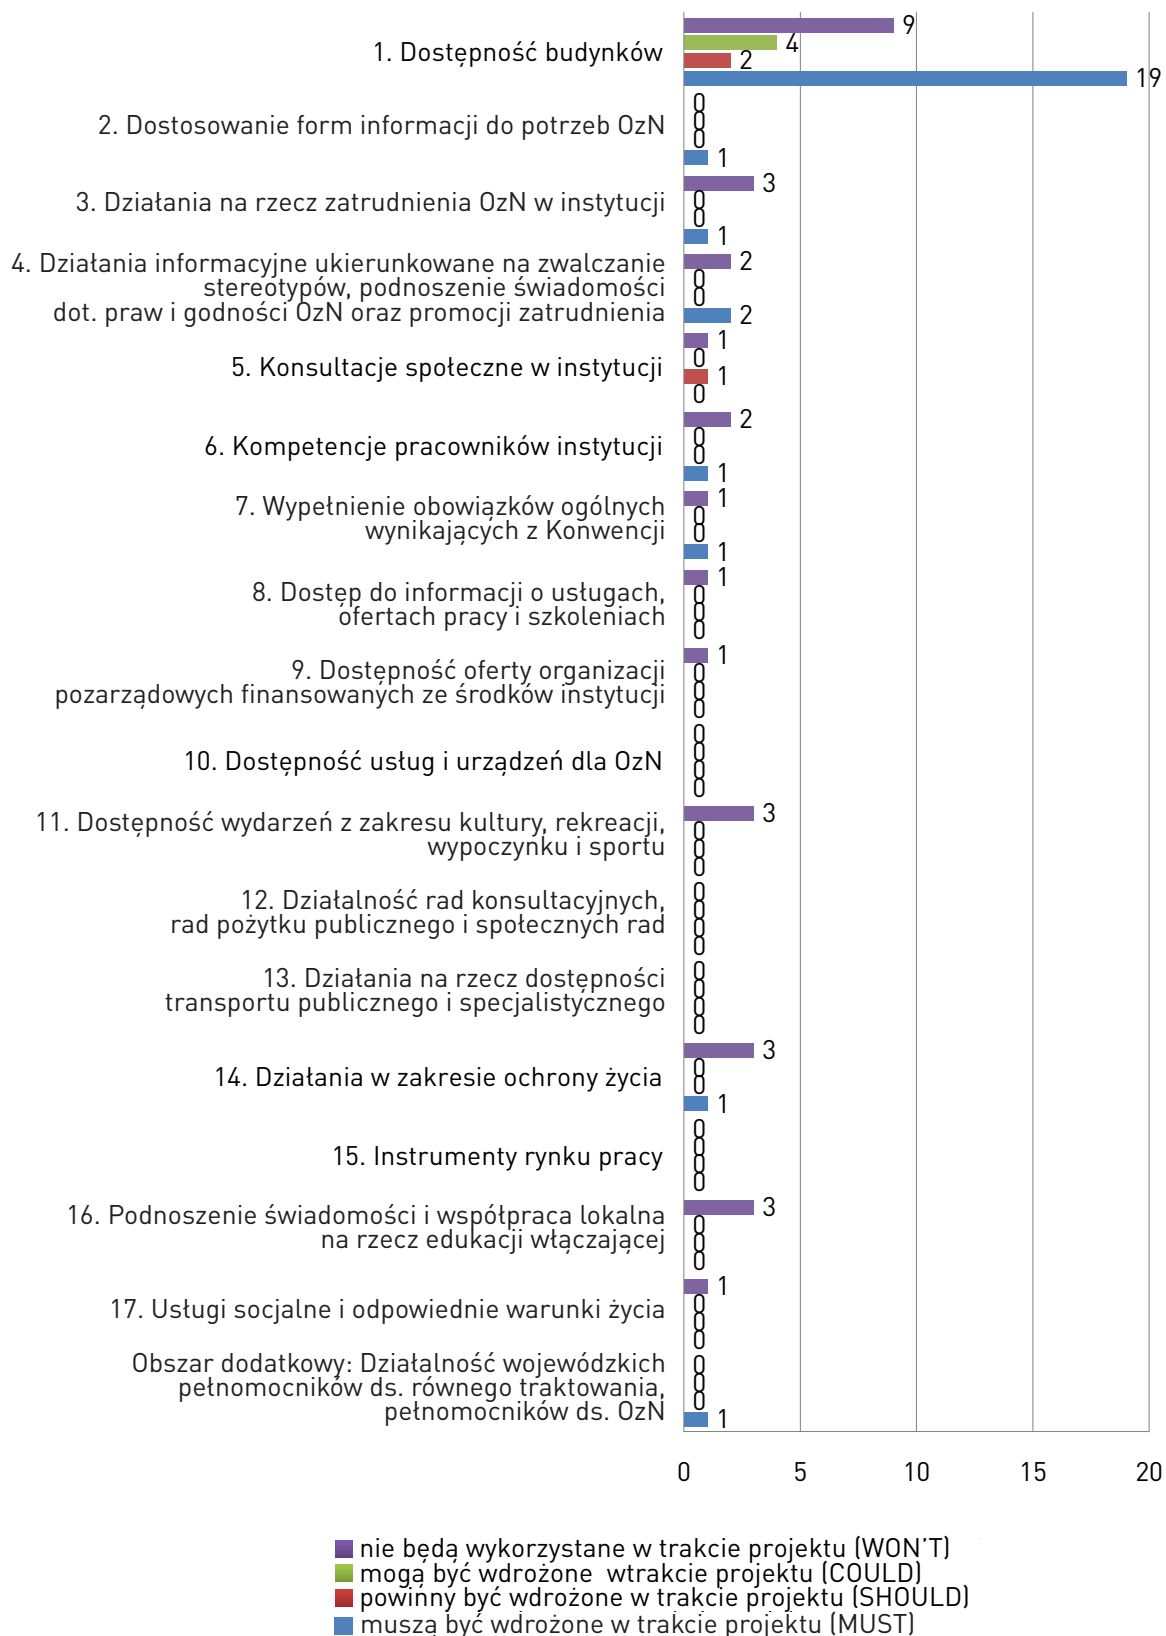 1. Dostępność budynków
9
4
2
19
2. Dostosowanie form informacji do potrzeb OzN
0
0
0
1
3. Działania na rzecz zatrudnienia OzN w instytucji
3
0
0
1
4. Działania informacyjne ukierunkowane na zwalczanie
stereotypów, podnoszenie świadomości
dot. praw i godności OzN oraz promocji zatrudnienia
2
0
0
2
5. Konsultacje społeczne w instytucji
1
0
1
0
6. Kompetencje pracowników instytucji
2
0
0
1
7. Wypełnienie obowiązków ogólnych
wynikających z Konwencji
1
0
0
1
8. Dostęp do informacji o usługach,
ofertach pracy i szkoleniach
1
0
0
0
9. Dostępność oferty organizacji
pozarządowych finansowanych ze środków instytucji
1
0
0
0
10. Dostępność usług i urządzeń dla OzN
0
0
0
0
11. Dostępność wydarzeń z zakresu kultury, rekreacji,
wypoczynku i sportu
3
0
0
0
12. Działalność rad konsultacyjnych,
rad pożytku publicznego i społecznych rad
0
0
0
0
13. Działania na rzecz dostępności
transportu publicznego i specjalistycznego
0
0
0
0
14. Działania w zakresie ochrony życia
3
0
0
1
15. Instrumenty rynku pracy
0
0
0
0
16. Podnoszenie świadomości i współpraca lokalna
na rzecz edukacji włączającej
3
0
0
0
17. Usługi socjalne i odpowiednie warunki życia
1
0
0
0
Obszar dodatkowy: Działalność wojewódzkich
pełnomocników ds. równego traktowania,
pełnomocników ds. OzN
0
0
0
1
0 5 10 15 20
nie będą wykorzystane w trakcie projektu (WON'T)
mogą być wdrożone wtrakcie projektu (COULD)
powinny być wdrożone w trakcie projektu (SHOULD)
muszą być wdrożone w trakcie projektu (MUST)